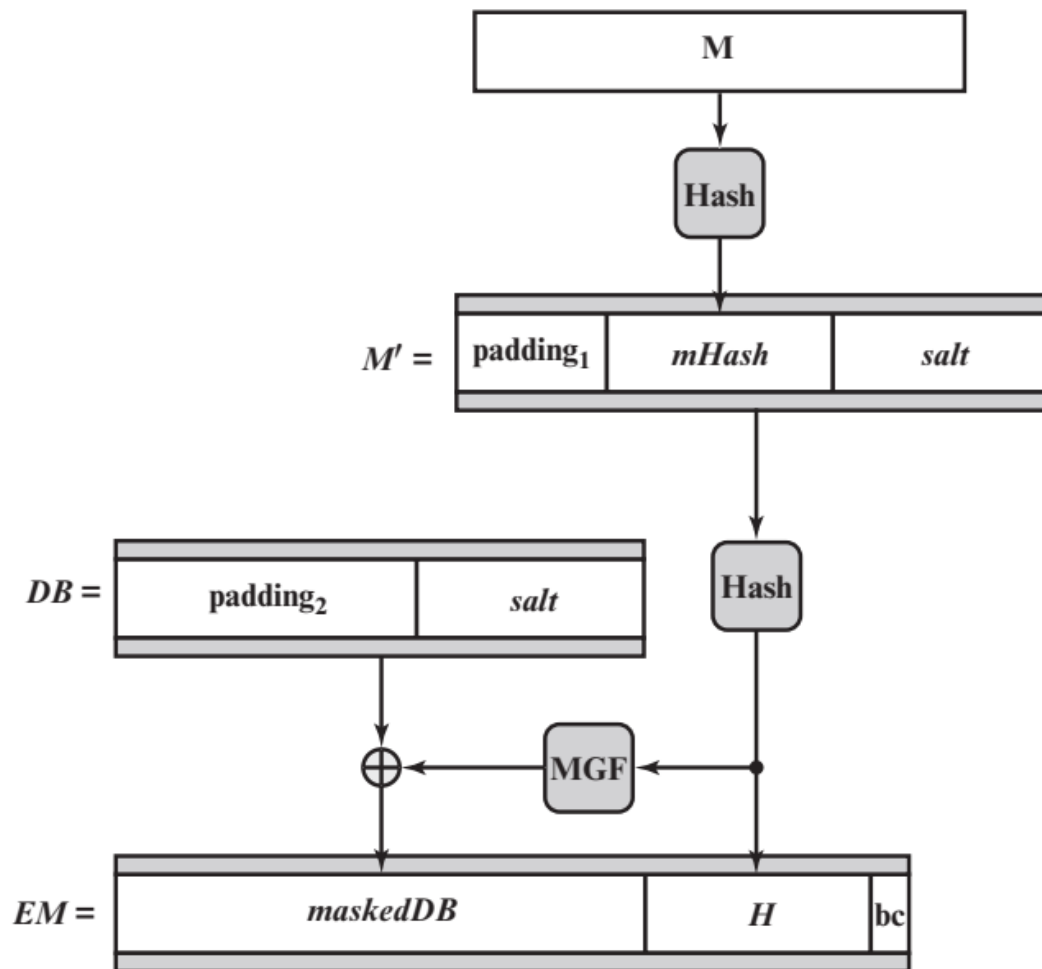 M
Hash
M′ = padding₁ mHash salt
DB = padding₂ salt
Hash
MGF
EM = maskedDB H bc